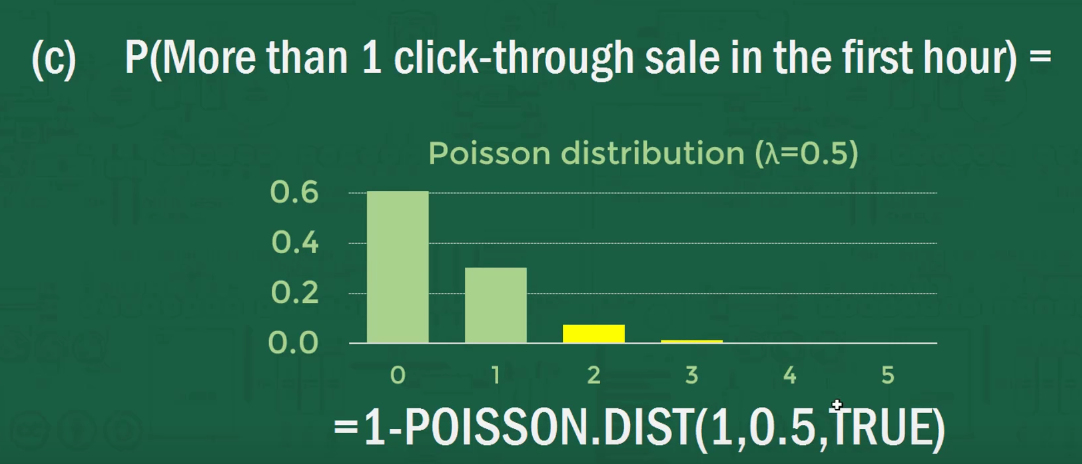 (c) P(More than 1 click-through sale in the first hour) =
Poisson distribution (λ=0.5)
0.6
0.4
0.2
0.0
0 1 2 3 4 5
=1-POISSON.DIST(1,0.5,TRUE)